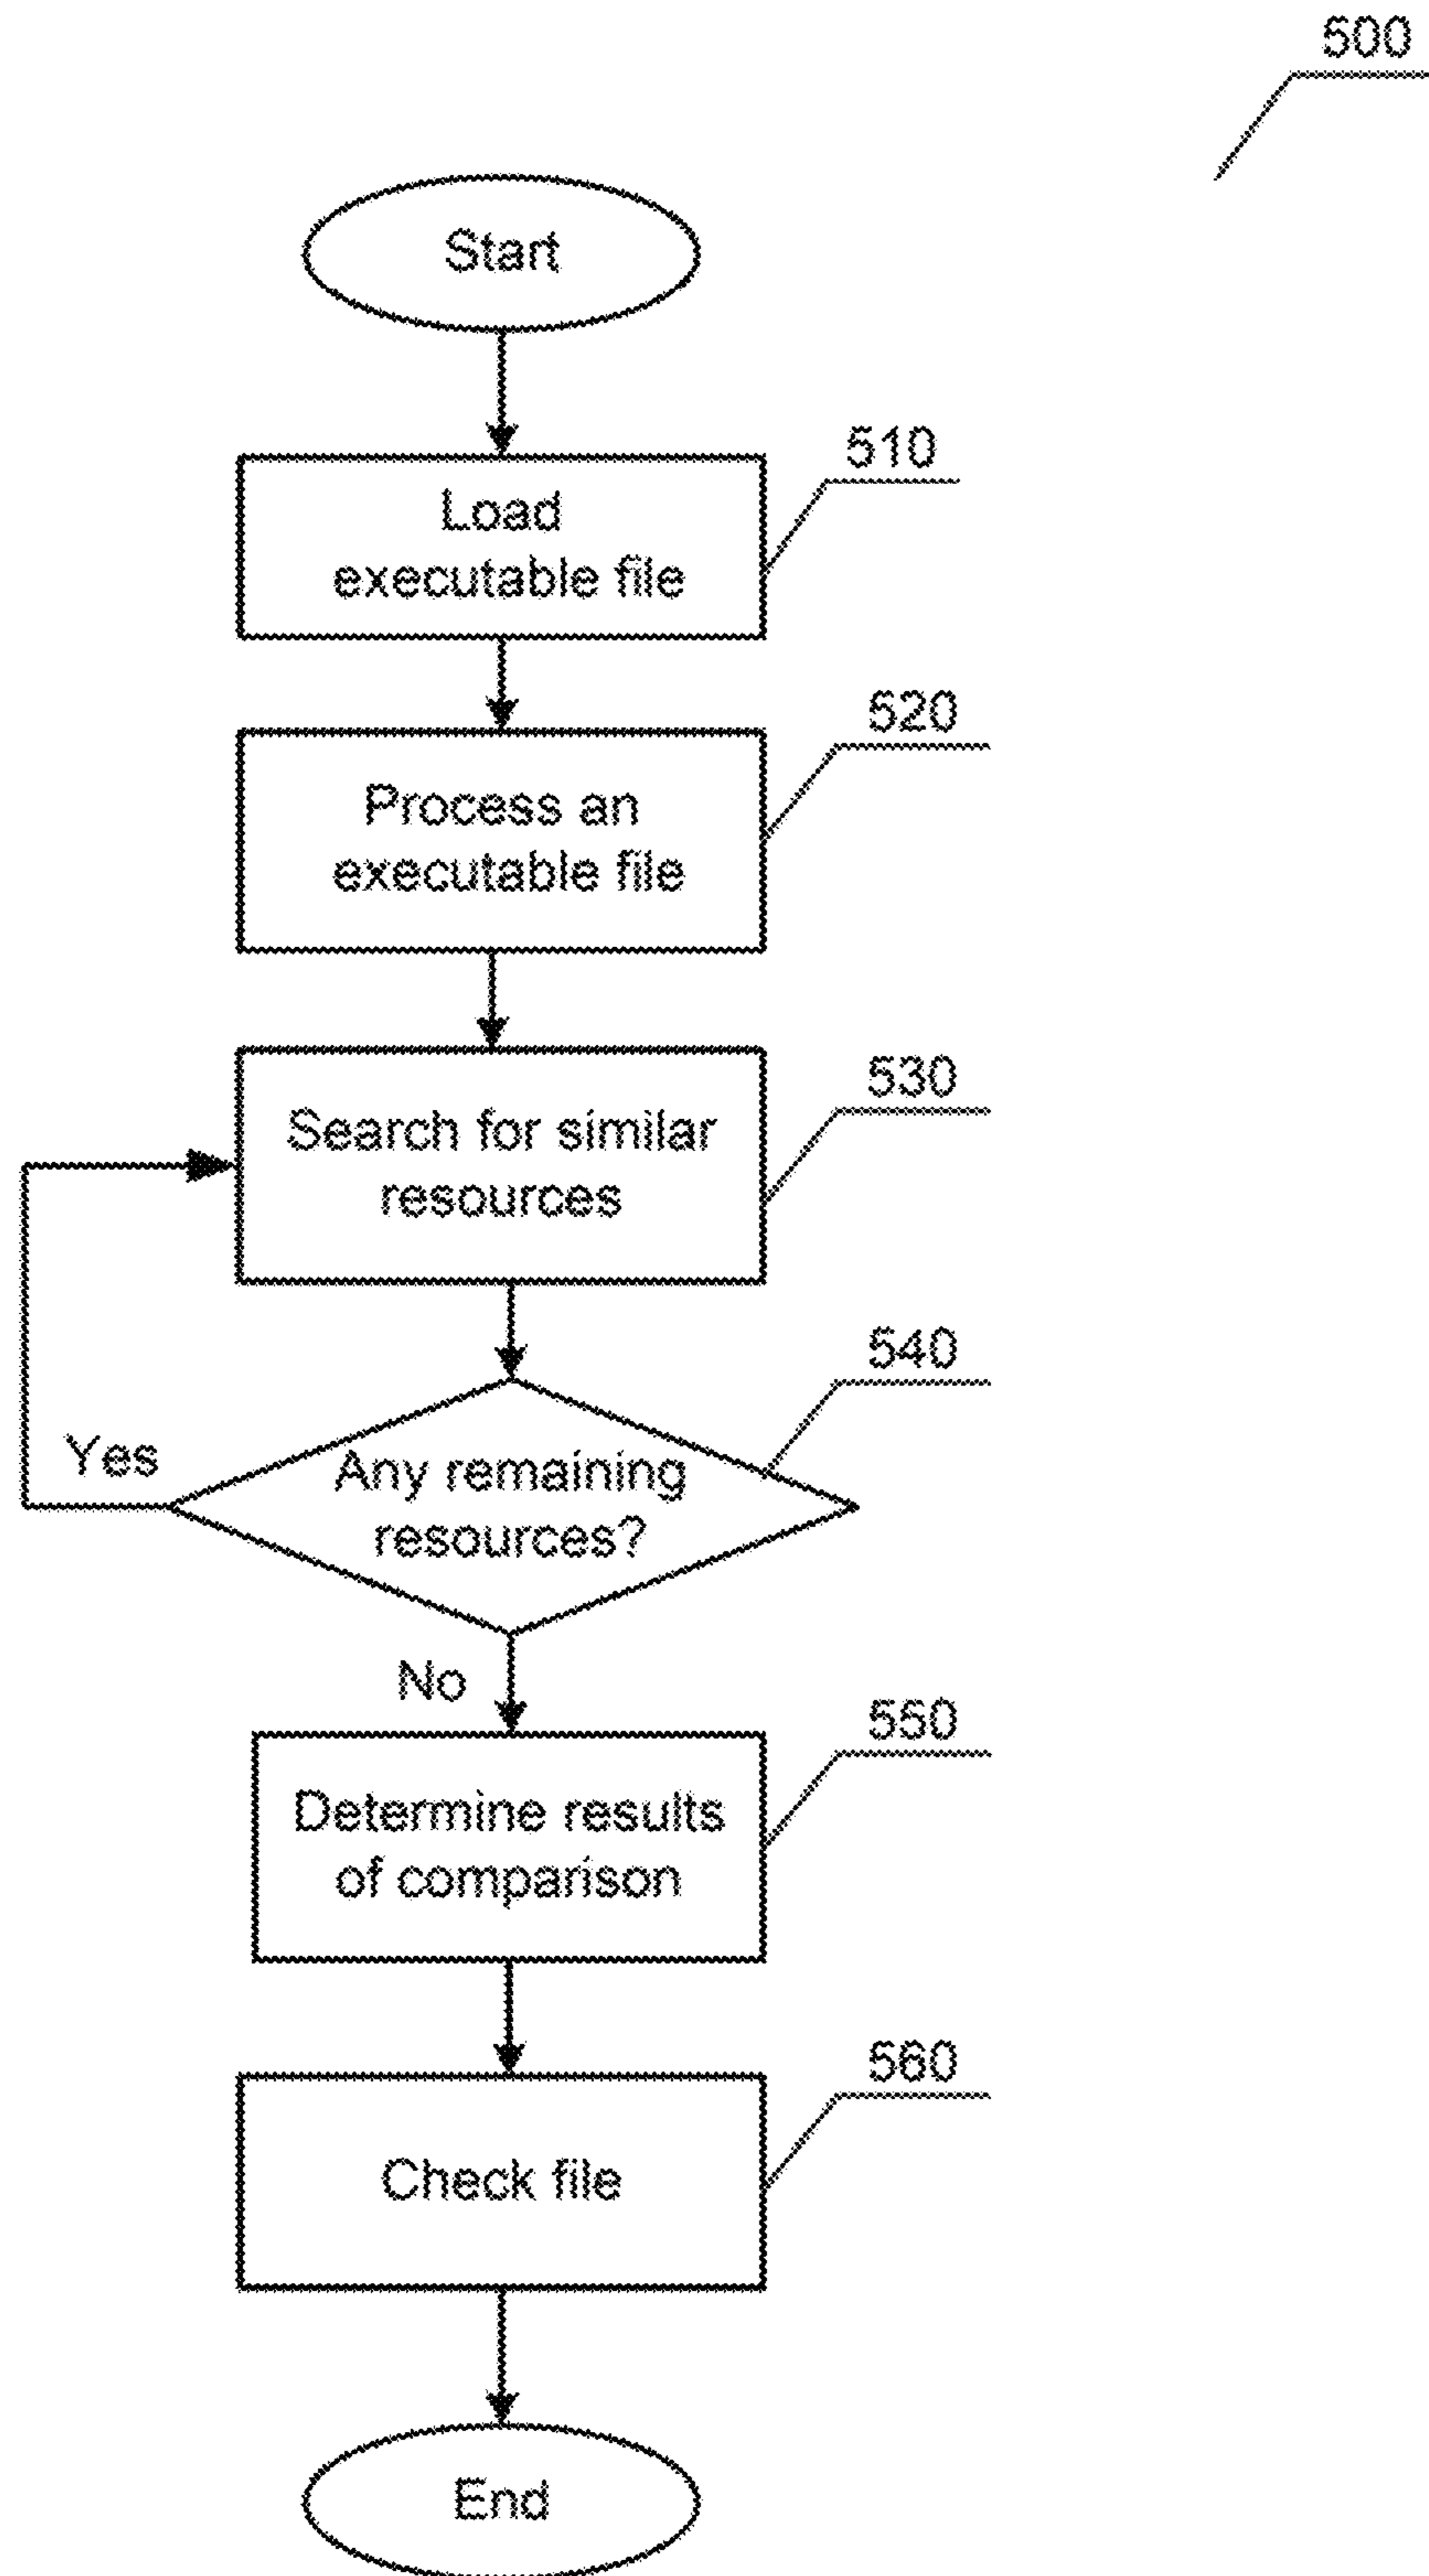 500
Start
510
Load
executable file
520
Process an
executable file
530
Search for similar
resources
540
Yes
Any remaining
resources?
No
550
Determine results
of comparison
560
Check file
End